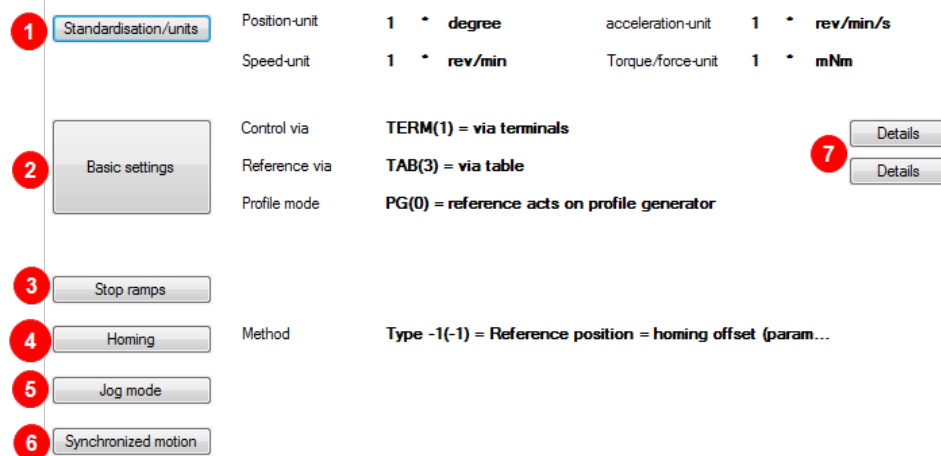 1 Standardisation/units Position-unit 1 * degree acceleration-unit 1 * rev/min/s
Speed-unit 1 * rev/min Torque/force-unit 1 * mNm
Control via TERM(1) = via terminals Details
2 Basic settings Reference via TAB(3) = via table 7 Details
Profile mode PG(0) = reference acts on profile generator
3 Stop ramps
4 Homing Method Type -1(-1) = Reference position = homing offset (param...
5 Jog mode
6 Synchronized motion